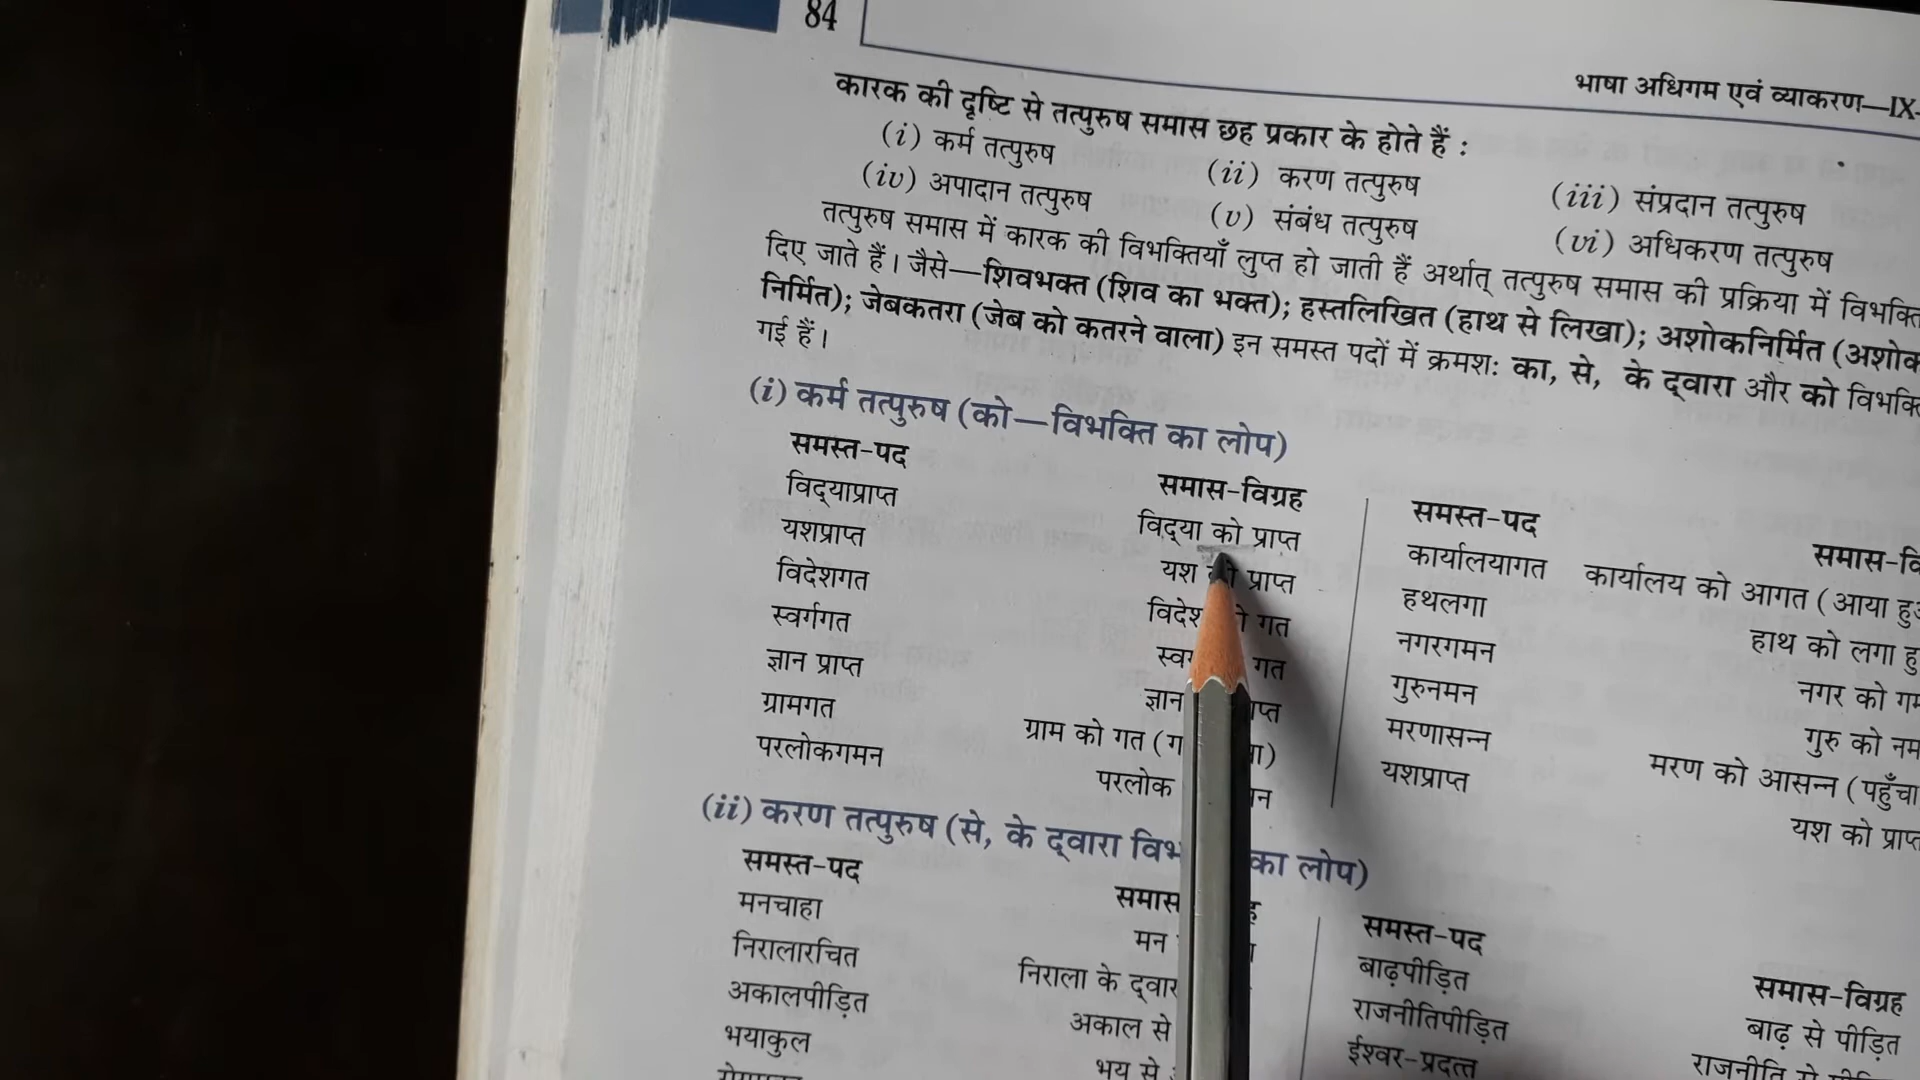 84
भाषा अधिगम एवं व्याकरण—IX-
कारक की दृष्टि से तत्पुरुष समास छह प्रकार के होते हैं :
(i) कर्म तत्पुरुष (ii) करण तत्पुरुष (iii) संप्रदान तत्पुरुष
(iv) अपादान तत्पुरुष (v) संबंध तत्पुरुष (vi) अधिकरण तत्पुरुष
तत्पुरुष समास में कारक की विभक्तियाँ लुप्त हो जाती हैं अर्थात् तत्पुरुष समास की प्रक्रिया में
दिए जाते हैं। जैसे—शिवभक्त (शिव का भक्त); हस्तलिखित (हाथ से लिखा); अशोकनिर्मित (अशोक
निर्मित); जेबकतरा (जेब को कतरने वाला) इन समस्त पदों में क्रमशः का, से, के द्वारा और को
गई हैं।
(i) कर्म तत्पुरुष (को—विभक्ति का लोप)
समस्त-पद समास-विग्रह समस्त-पद
विद्याप्राप्त विद्या को प्राप्त कार्यालयागत कार्यालय को आगत (आया
यशप्राप्त यश प्राप्त हथलगा हाथ को लगा
विदेशगत गत नगरगमन नगर को
स्वर्गगत गत गुरुनमन गुरु को
ज्ञान प्राप्त ज्ञान मरणासन्न मरण को आसन्न (पहुँचा
ग्रामगत ग्राम को गत यशप्राप्त यश को
परलोकगमन परलोक
(ii) करण तत्पुरुष (से, के द्वारा का लोप)
समस्त-पद समस्त-पद समास-विग्रह
मनचाहा मन बाढ़पीड़ित बाढ़ से पीड़ित
निरालारचित निराला के राजनीतिपीड़ित राजनीति से
अकालपीड़ित अकाल से ईश्वर-प्रदत्त
भयाकुल भय से